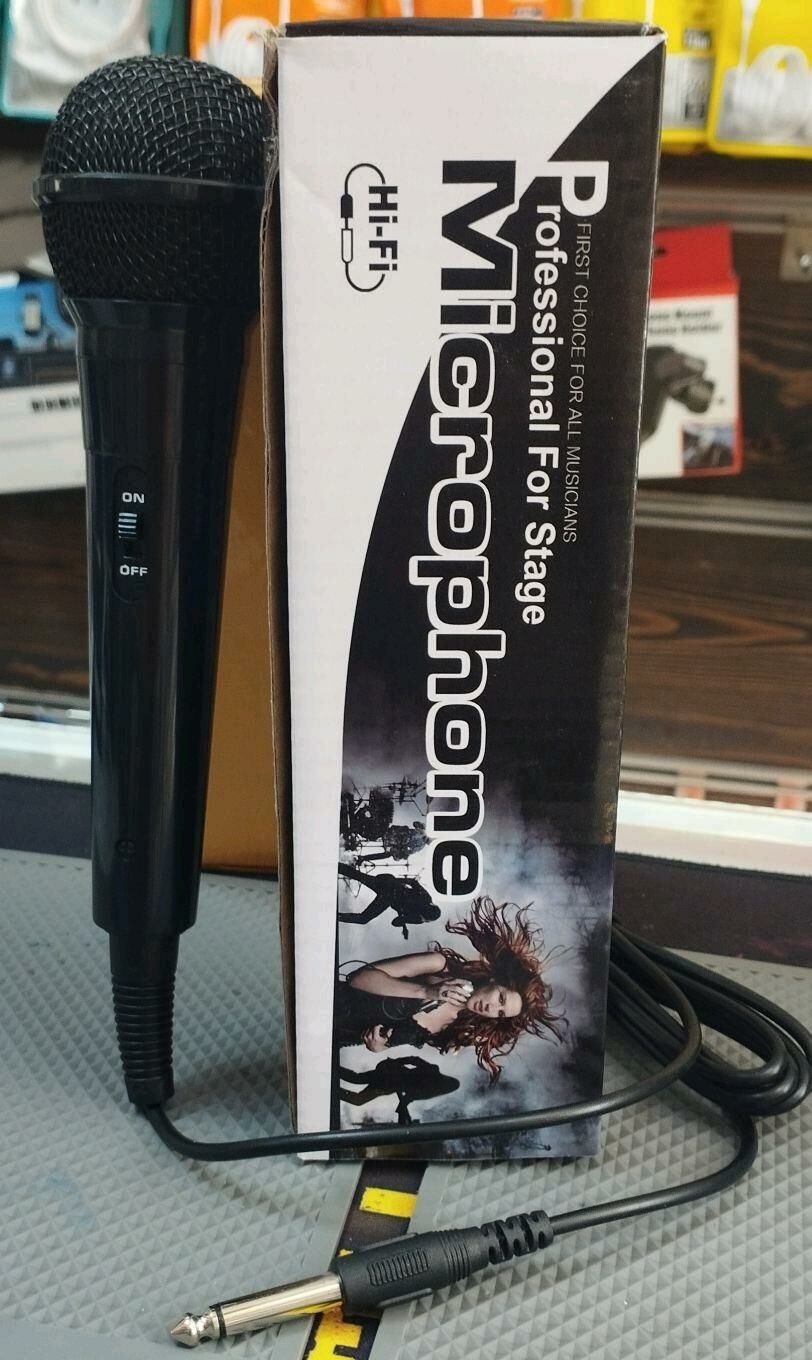 FIRST CHOICE FOR ALL MUSICIANS
Professional For Stage
Microphone
Hi-Fi
ON
OFF